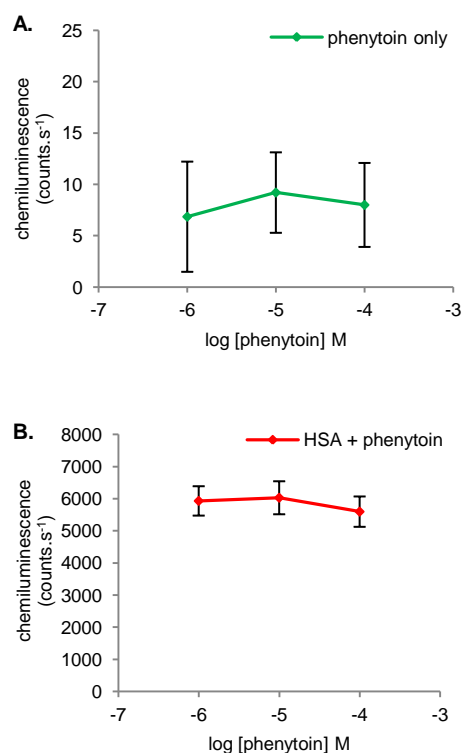 A.
phenytoin only
chemiluminescence
(counts.s⁻¹)
25
20
15
10
5
0
-7 -6 -5 -4 -3
log [phenytoin] M
B.
HSA + phenytoin
chemiluminescence
(counts.s⁻¹)
8000
7000
6000
5000
4000
3000
2000
1000
0
-7 -6 -5 -4 -3
log [phenytoin] M